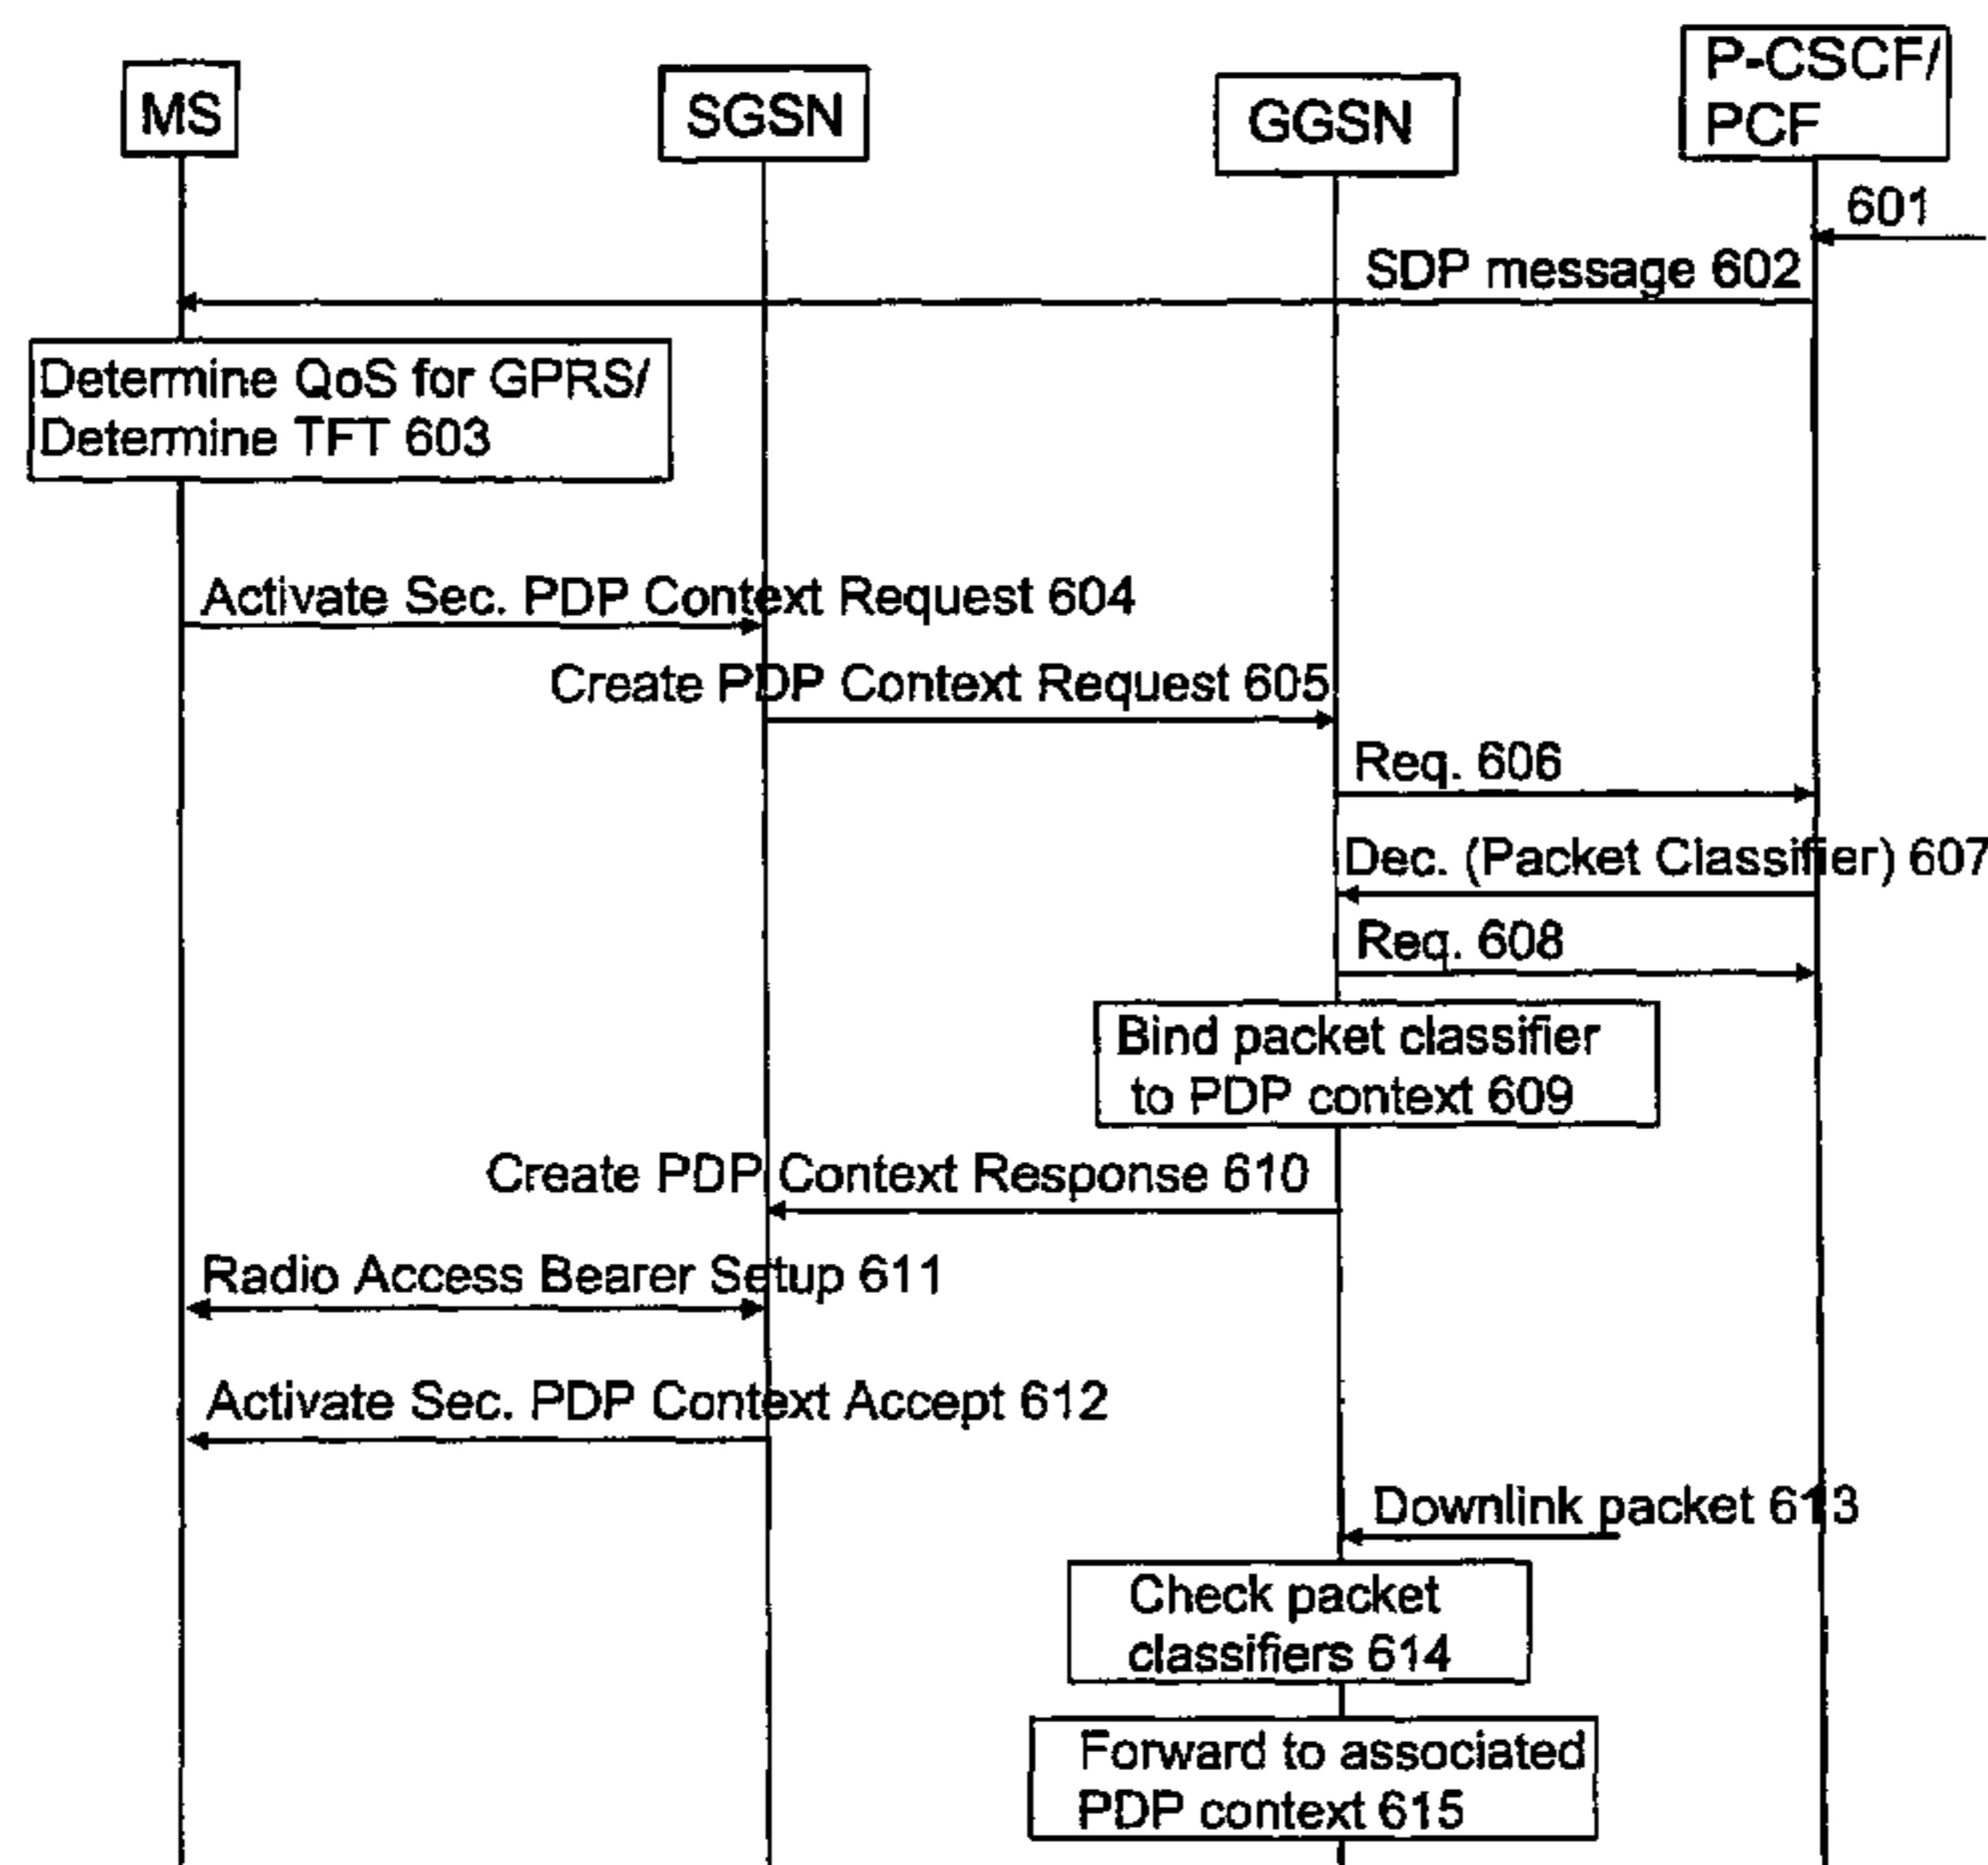 MS
SGSN
GGSN
P-CSCF/
PCF
601
SDP message 602
Determine QoS for GPRS/
Determine TFT 603
Activate Sec. PDP Context Request 604
Create PDP Context Request 605
Req. 606
Dec. (Packet Classifier) 607
Req. 608
Bind packet classifier
to PDP context 609
Create PDP Context Response 610
Radio Access Bearer Setup 611
Activate Sec. PDP Context Accept 612
Downlink packet 613
Check packet
classifiers 614
Forward to associated
PDP context 615